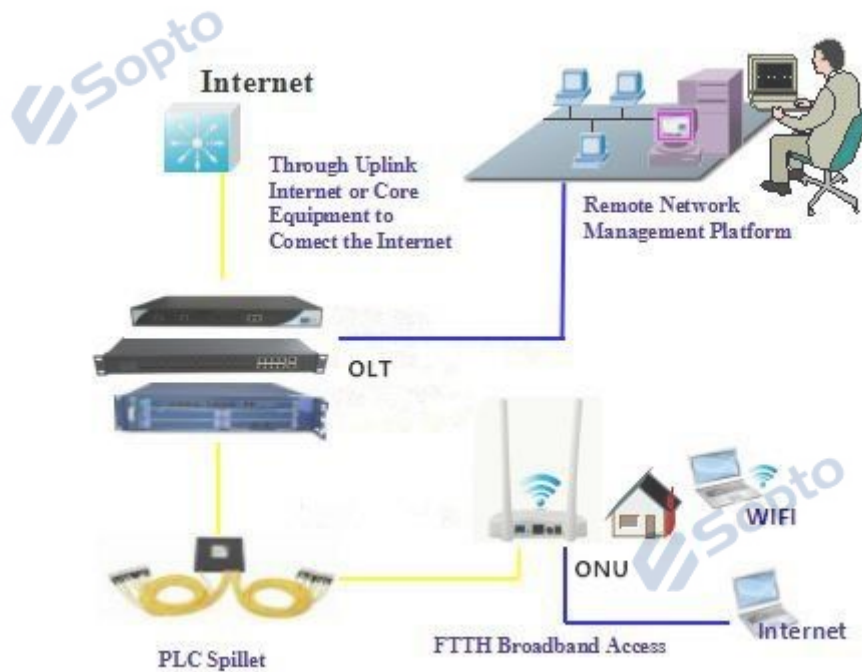 Sopto
Internet
Through Uplink
Internet or Core
Equipment to
Comect the Internet
Remote Network
Management Platform
OLT
WIFI
Sopto
ONU
Internet
FTTH Broadband Access
PLC Spillet